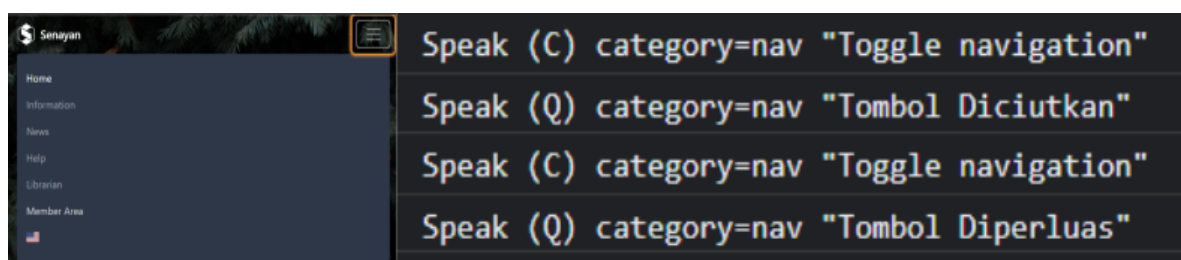 Senayan
Home
Information
News
Help
Librarian
Member Area
Speak (C) category=nav "Toggle navigation"
Speak (Q) category=nav "Tombol Diciutkan"
Speak (C) category=nav "Toggle navigation"
Speak (Q) category=nav "Tombol Diperluas"